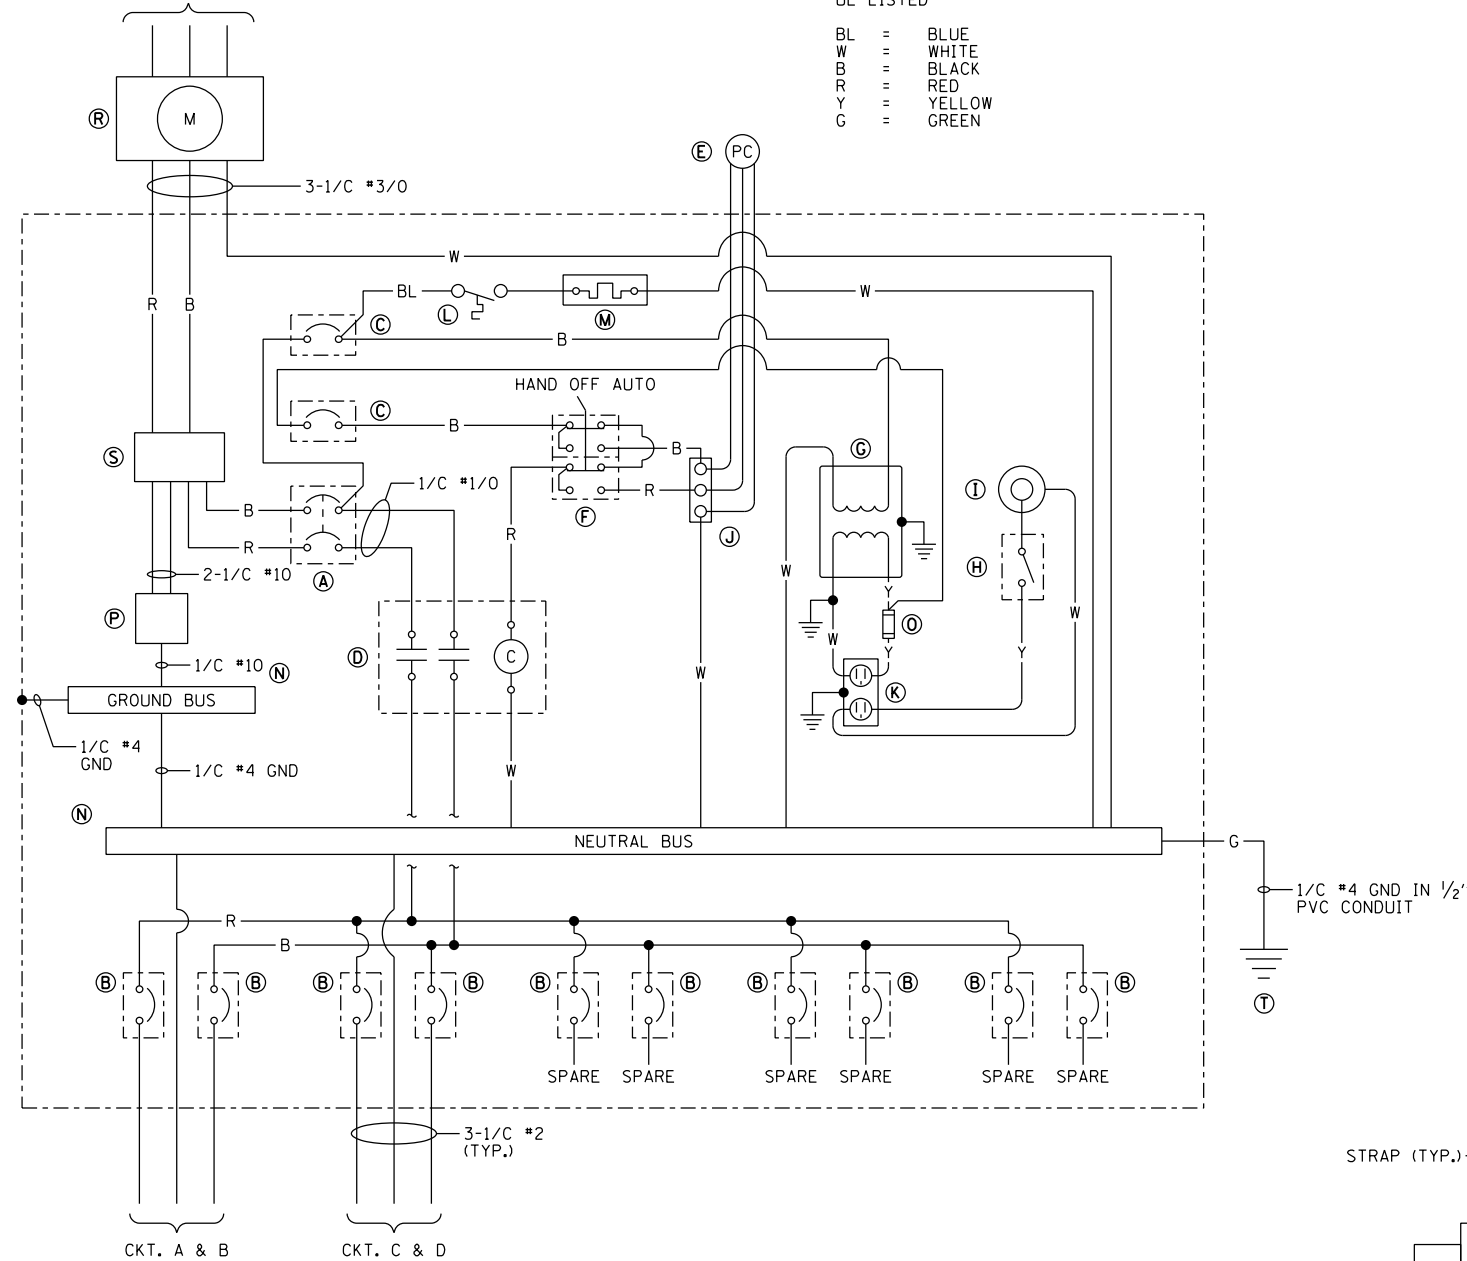 UL LISTED
BL = BLUE
W = WHITE
B = BLACK
R = RED
Y = YELLOW
G = GREEN
R
M
E
PC
3-1/C #3/0
W
R
B
BL
L
M
W
C
B
HAND OFF AUTO
C
B
B
G
S
1/C #1/0
R
I
F
B
R
J
R
W
H
2-1/C #10
A
Y
P
W
O
W
D
C
Y
Y
1/C #10
N
W
K
GROUND BUS
1/C #4
GND
1/C #4 GND
W
N
NEUTRAL BUS
G
1/C #4 GND IN 1/2"
PVC CONDUIT
R
B
B
B
B
B
B
B
B
B
B
B
T
SPARE
SPARE
SPARE
SPARE
SPARE
SPARE
3-1/C #2
(TYP.)
STRAP (TYP.)
CKT. A & B
CKT. C & D